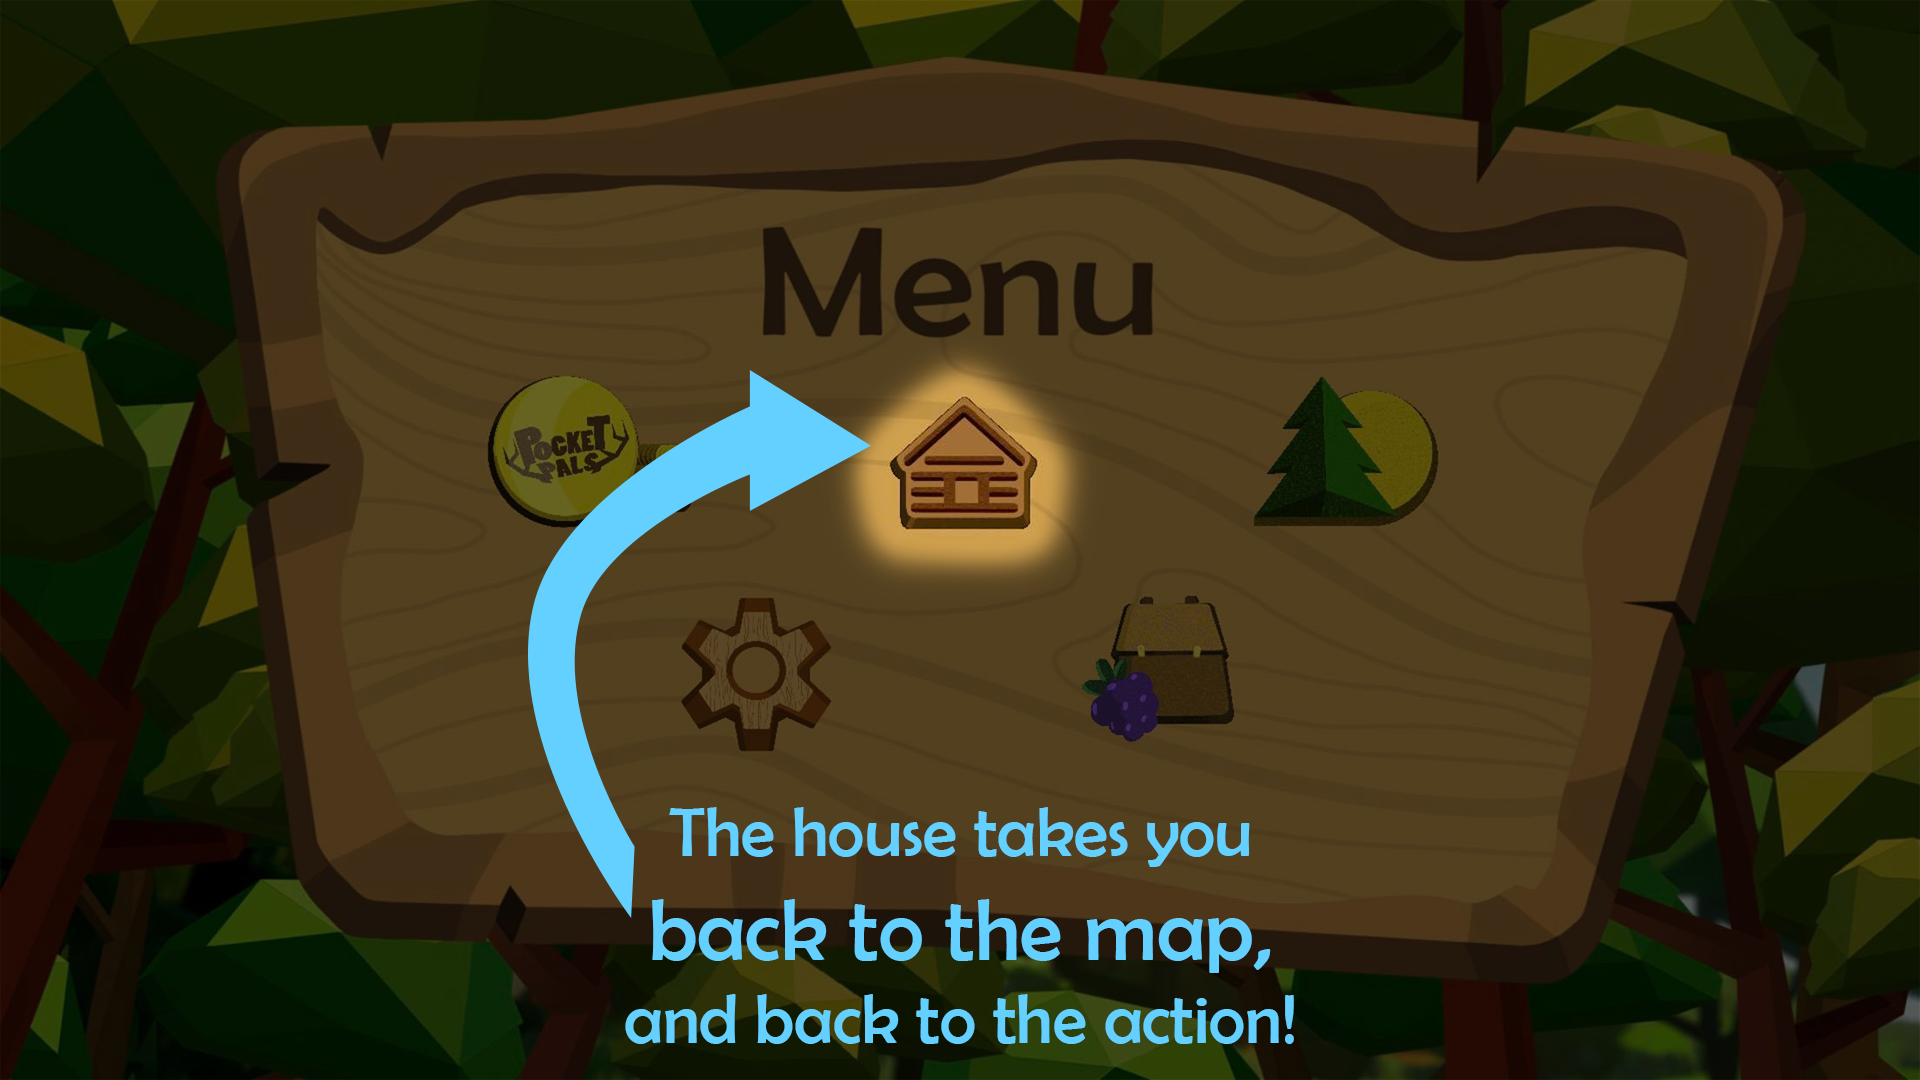 Menu
POCKET
PALS
The house takes you
back to the map,
and back to the action!